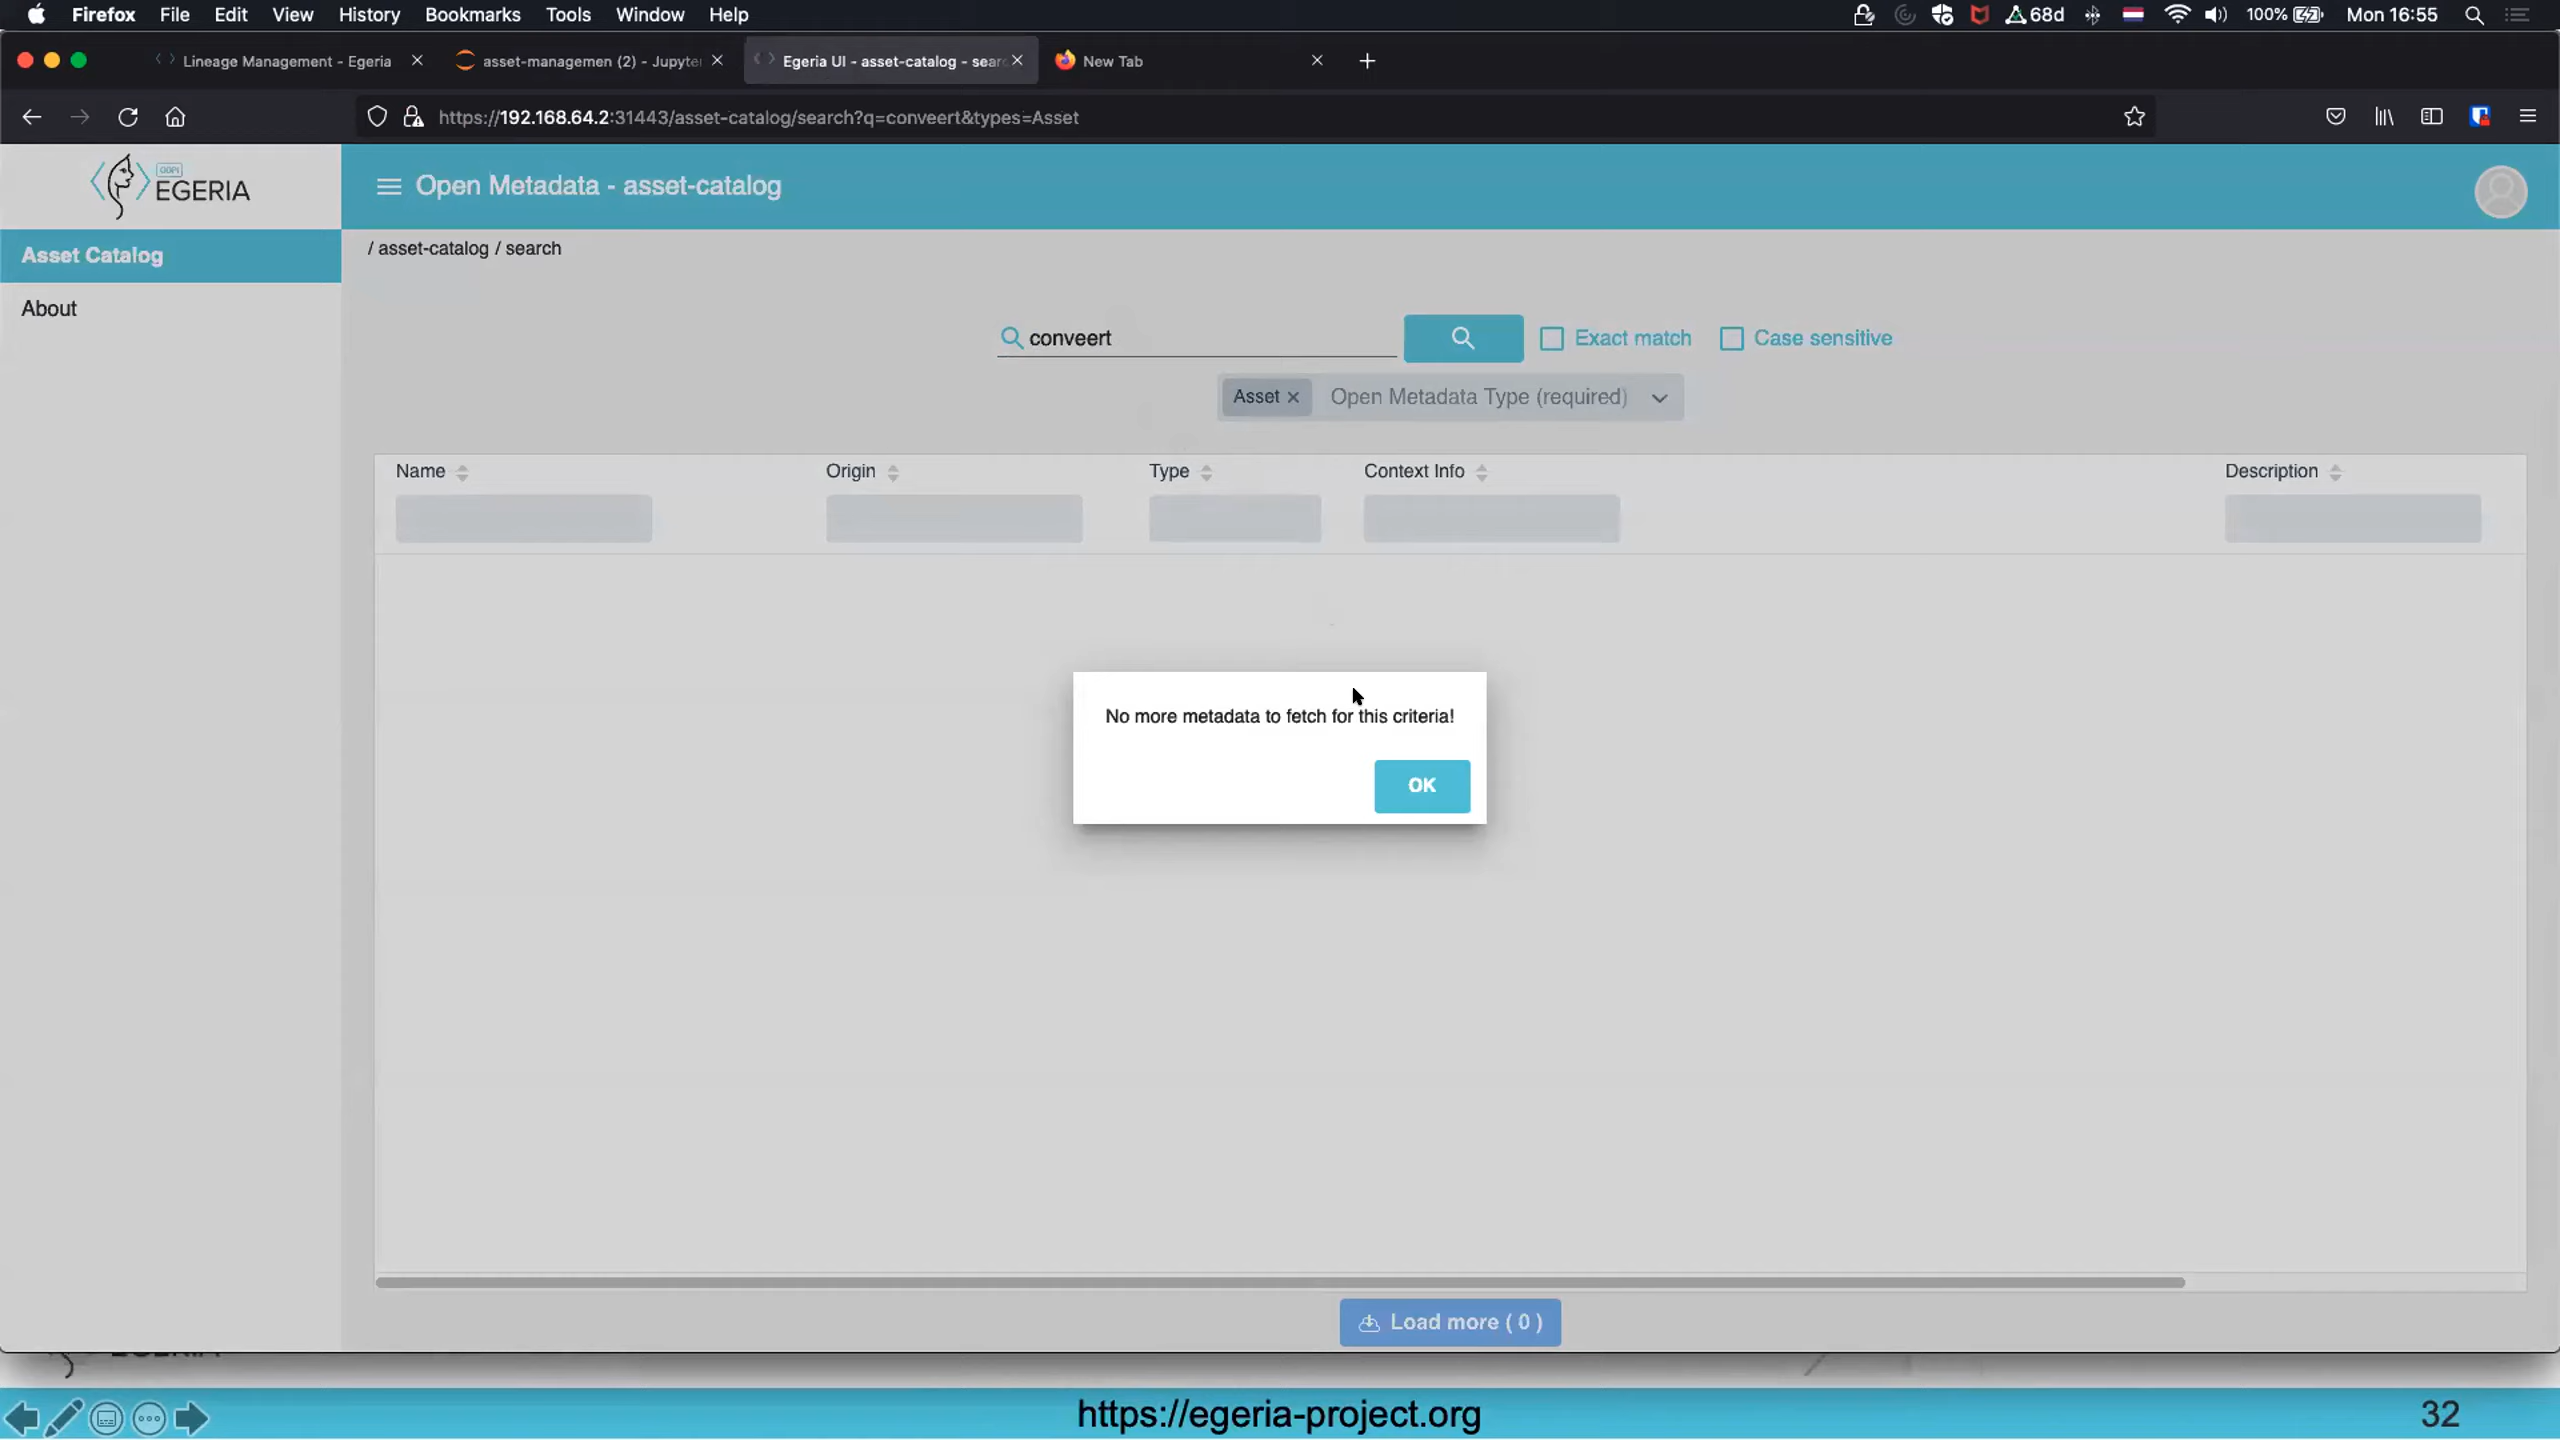 Firefox File Edit View History Bookmarks Tools Window Help 68d 100% Mon 16:55
Lineage Management - Egeria asset-managemen (2) - Jupyte Egeria UI - asset-catalog - sear New Tab
https://192.168.64.2:31443/asset-catalog/search?q=conveert&types=Asset
ODPi
EGERIA
Open Metadata - asset-catalog
Asset Catalog
About
/ asset-catalog / search
conveert Exact match Case sensitive
Asset Open Metadata Type (required)
Name Origin Type Context Info Description
No more metadata to fetch for this criteria!
OK
Load more ( 0 )
https://egeria-project.org 32